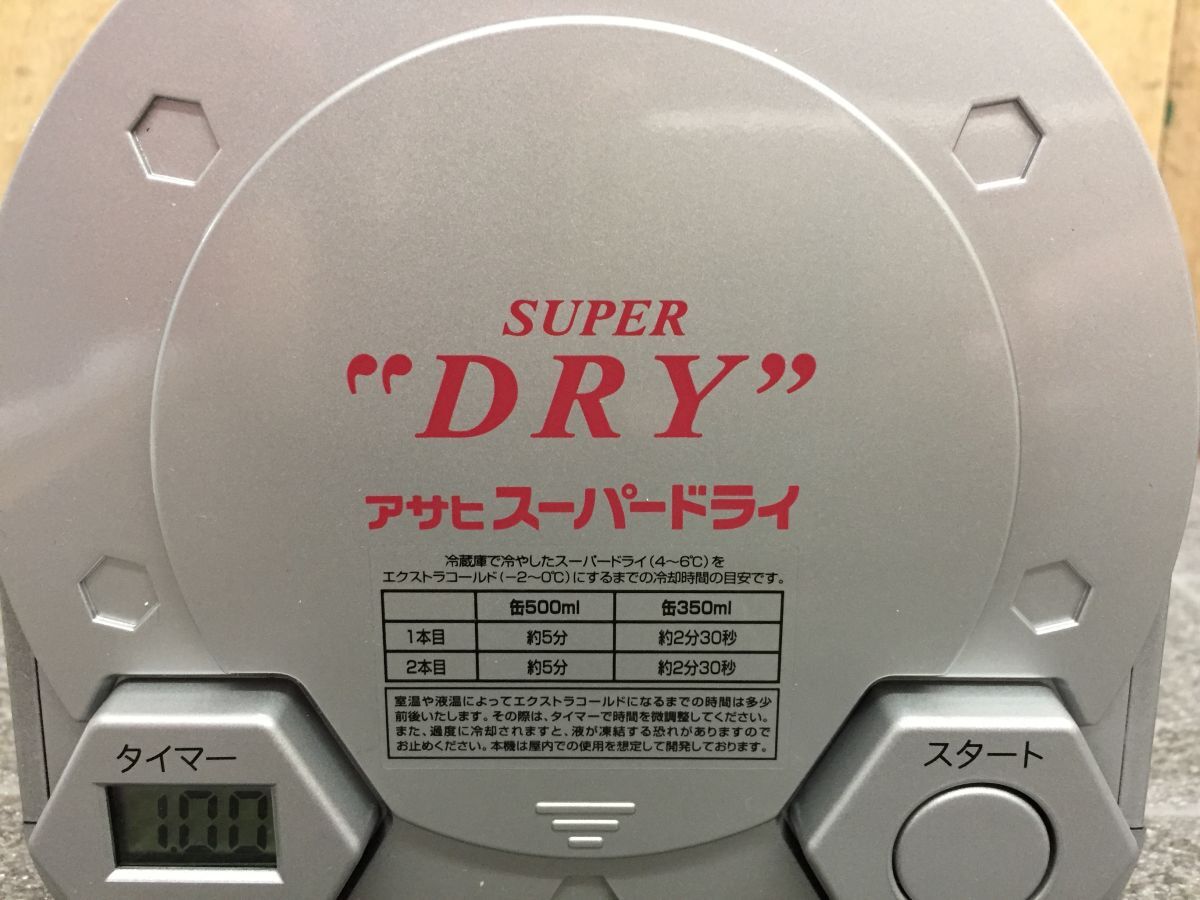 SUPER
“DRY”
アサヒスーパードライ
冷蔵庫で冷やしたスーパードライ(4～6℃)を
エクストラコールド(−2～0℃)にするまでの冷却時間の目安です。
缶500ml 缶350ml
1本目 約5分 約2分30秒
2本目 約5分 約2分30秒
室温や液温によってエクストラコールドになるまでの時間は多少
前後いたします。その際は、タイマーで時間を微調整してください。
また、過度に冷却されますと、液が凍結する恐れがありますので
お止めください。本機は屋内での使用を想定して開発しております。
タイマー
1.00
スタート